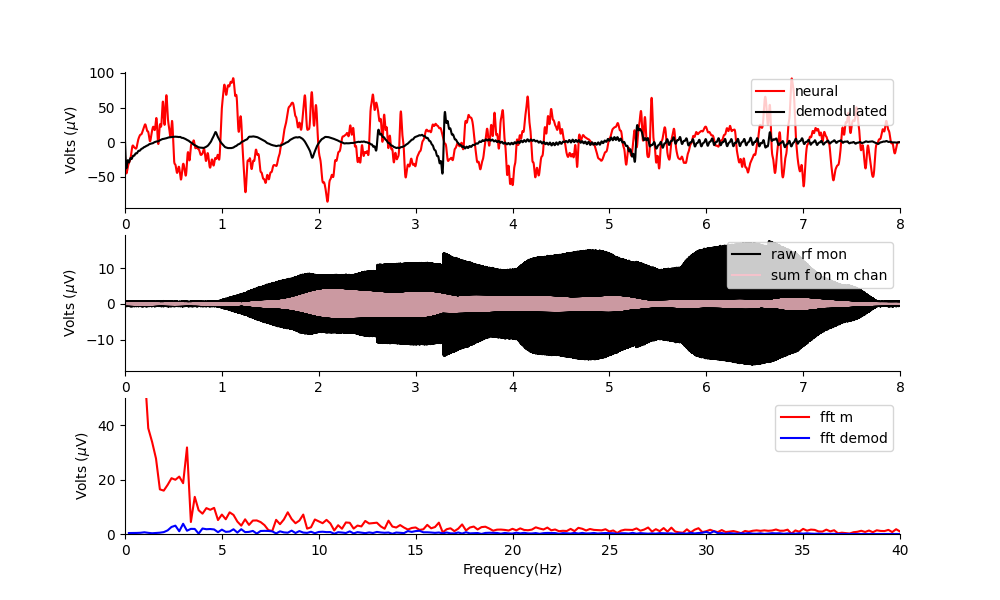 100
50
0
−50
Volts (μV)
neural
demodulated
0 1 2 3 4 5 6 7 8
10
0
−10
Volts (μV)
raw rf mon
sum f on m chan
0 1 2 3 4 5 6 7 8
40
20
0
Volts (μV)
fft m
fft demod
0 5 10 15 20 25 30 35 40
Frequency(Hz)